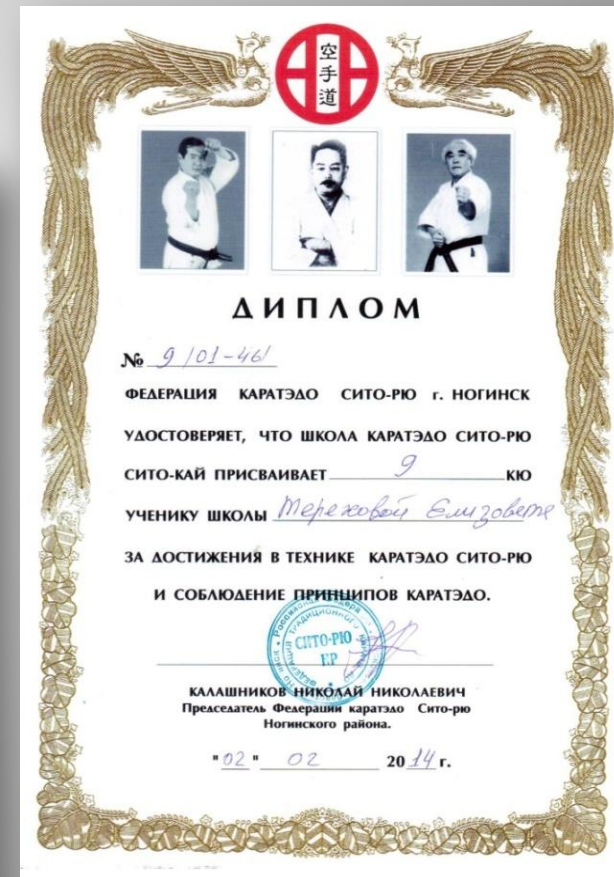 空手道
ДИПЛОМ
№ 9/01-46/
ФЕДЕРАЦИЯ КАРАТЭДО СИТО-РЮ г. НОГИНСК
УДОСТОВЕРЯЕТ, ЧТО ШКОЛА КАРАТЭДО СИТО-РЮ
СИТО-КАЙ ПРИСВАИВАЕТ 9 КЮ
УЧЕНИКУ ШКОЛЫ Тереховой Елизовете
ЗА ДОСТИЖЕНИЯ В ТЕХНИКЕ КАРАТЭДО СИТО-РЮ
И СОБЛЮДЕНИЕ ПРИНЦИПОВ КАРАТЭДО.
СИТО-РЮ
КАЛАШНИКОВ НИКОЛАЙ НИКОЛАЕВИЧ
Председатель Федерации каратэдо Сито-рю
Ногинского района.
"02" 02 2014 г.